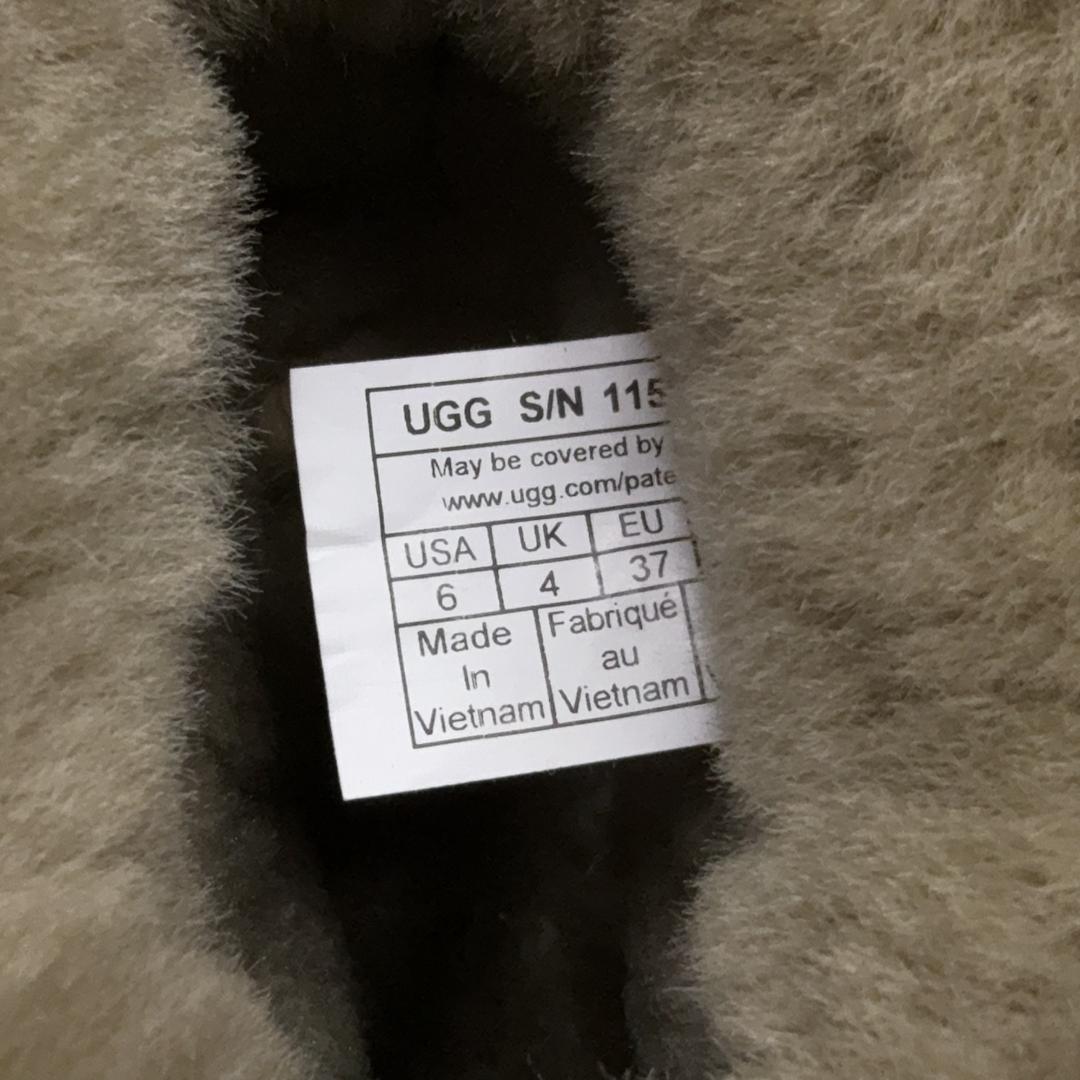 UGG S/N 115
May be covered by
www.ugg.com/pate
USA UK EU
6 4 37
Made In Vietnam
Fabriqué au Vietnam